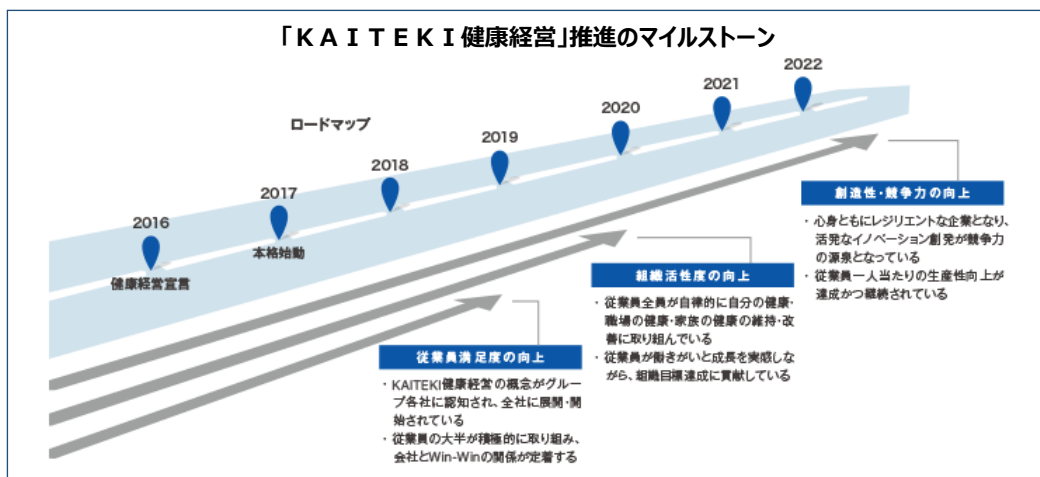 「ＫＡＩＴＥＫＩ健康経営」推進のマイルストーン
ロードマップ
2016
健康経営宣言
2017
本格始動
2018
2019
2020
2021
2022
従業員満足度の向上
・KAITEKI健康経営の概念がグルー
プ各社に認知され、全社に展開・開
始されている
・従業員の大半が積極的に取り組み、
会社とWin-Winの関係が定着する
組織活性度の向上
・従業員全員が自律的に自分の健康・
職場の健康・家族の健康の維持・改
善に取り組んでいる
・従業員が働きがいと成長を実感しな
がら、組織目標達成に貢献している
創造性・競争力の向上
・心身ともにレジリエントな企業となり、
活発なイノベーション創発が競争力
の源泉となっている
・従業員一人当たりの生産性向上が
達成かつ継続されている